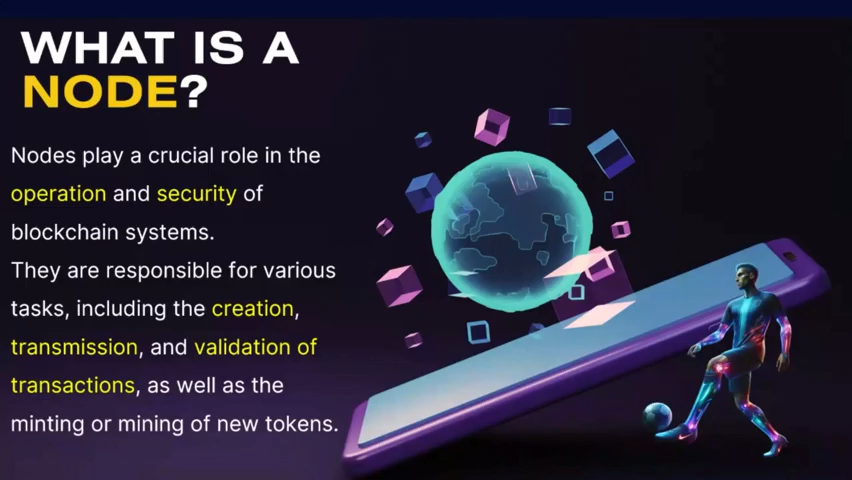 WHAT IS A
NODE?
Nodes play a crucial role in the
operation and security of
blockchain systems.
They are responsible for various
tasks, including the creation,
transmission, and validation of
transactions, as well as the
minting or mining of new tokens.